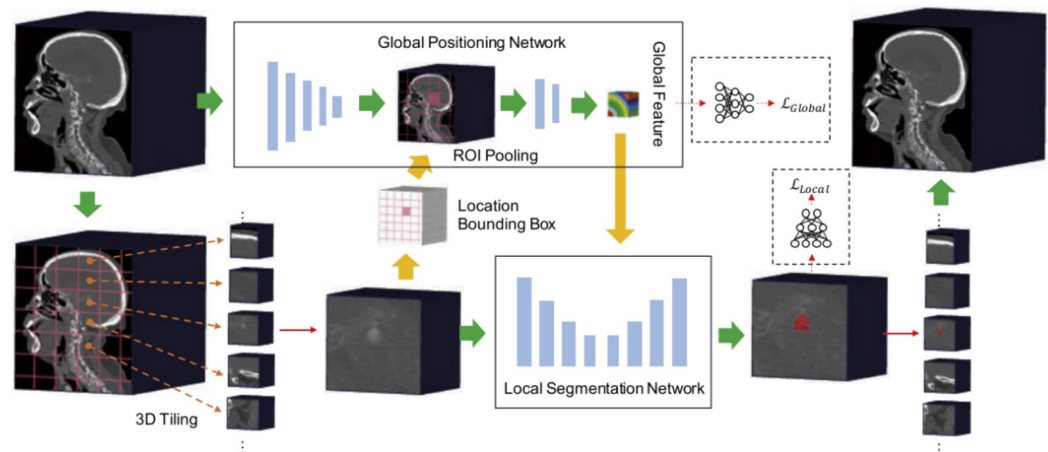 Global Positioning Network
Global Feature
ℒ_Global
ROI Pooling
ℒ_Local
Location
Bounding Box
Local Segmentation Network
3D Tiling